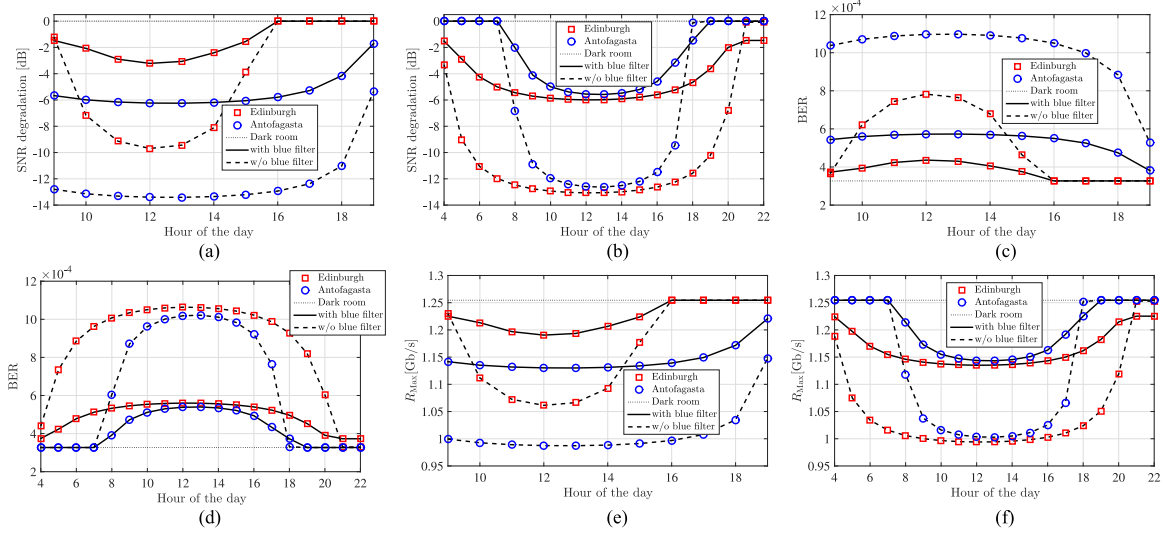 (a)
SNR degradation [dB]
0
-2
-4
-6
-8
-10
-12
-14
10
12
14
16
18
Hour of the day
Edinburgh
Antofagasta
Dark room
with blue filter
w/o blue filter
(b)
SNR degradation [dB]
0
-2
-4
-6
-8
-10
-12
-14
4
6
8
10
12
14
16
18
20
22
Hour of the day
Edinburgh
Antofagasta
Dark room
with blue filter
w/o blue filter
(c)
×10⁻⁴
BER
12
10
8
6
4
2
10
12
14
16
18
Hour of the day
Edinburgh
Antofagasta
Dark room
with blue filter
w/o blue filter
(d)
×10⁻⁴
BER
12
10
8
6
4
2
4
6
8
10
12
14
16
18
20
22
Hour of the day
Edinburgh
Antofagasta
Dark room
with blue filter
w/o blue filter
(e)
R_Max[Gb/s]
1.3
1.25
1.2
1.15
1.1
1.05
1
0.95
10
12
14
16
18
Hour of the day
Edinburgh
Antofagasta
Dark room
with blue filter
w/o blue filter
(f)
R_Max[Gb/s]
1.3
1.25
1.2
1.15
1.1
1.05
1
0.95
4
6
8
10
12
14
16
18
20
22
Hour of the day
Edinburgh
Antofagasta
Dark room
with blue filter
w/o blue filter